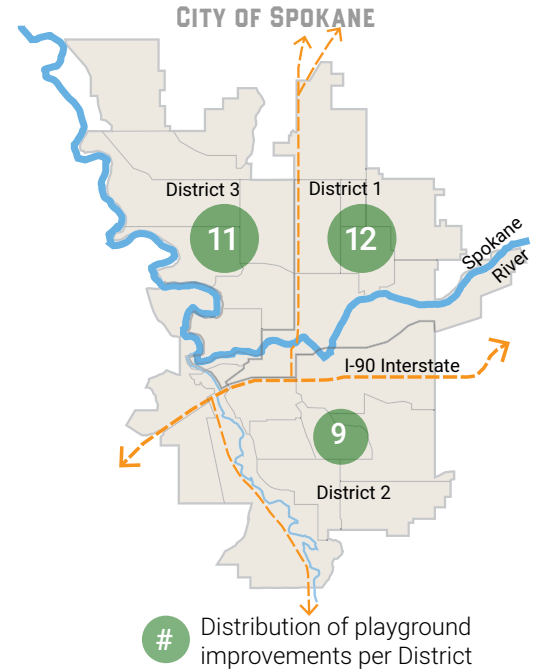 City of Spokane
District 3
District 1
11
12
Spokane
River
I-90 Interstate
9
District 2
# Distribution of playground
improvements per District